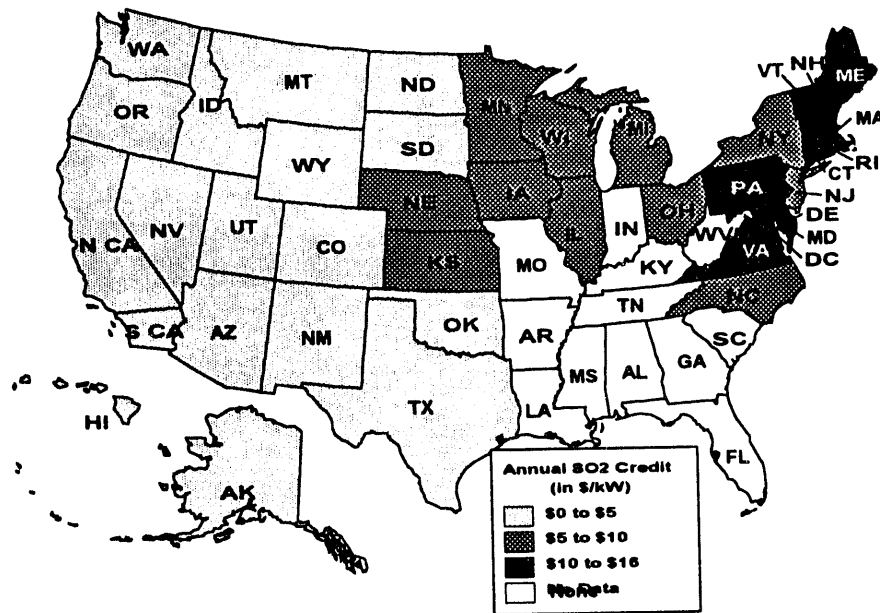 WA
MT
ND
MN
VT
NH
ME
OR
ID
WI
MI
NY
MA
SD
WY
RI
CT
IA
PA
NE
NJ
NV
UT
IL
IN
OH
DE
N CA
CO
WV
MD
KS
MO
KY
VA
DC
S CA
AZ
NM
OK
TN
NC
AR
SC
MS
AL
GA
TX
LA
HI
FL
AK
Annual SO2 Credit
(in $/kW)
$0 to $5
$5 to $10
$10 to $16